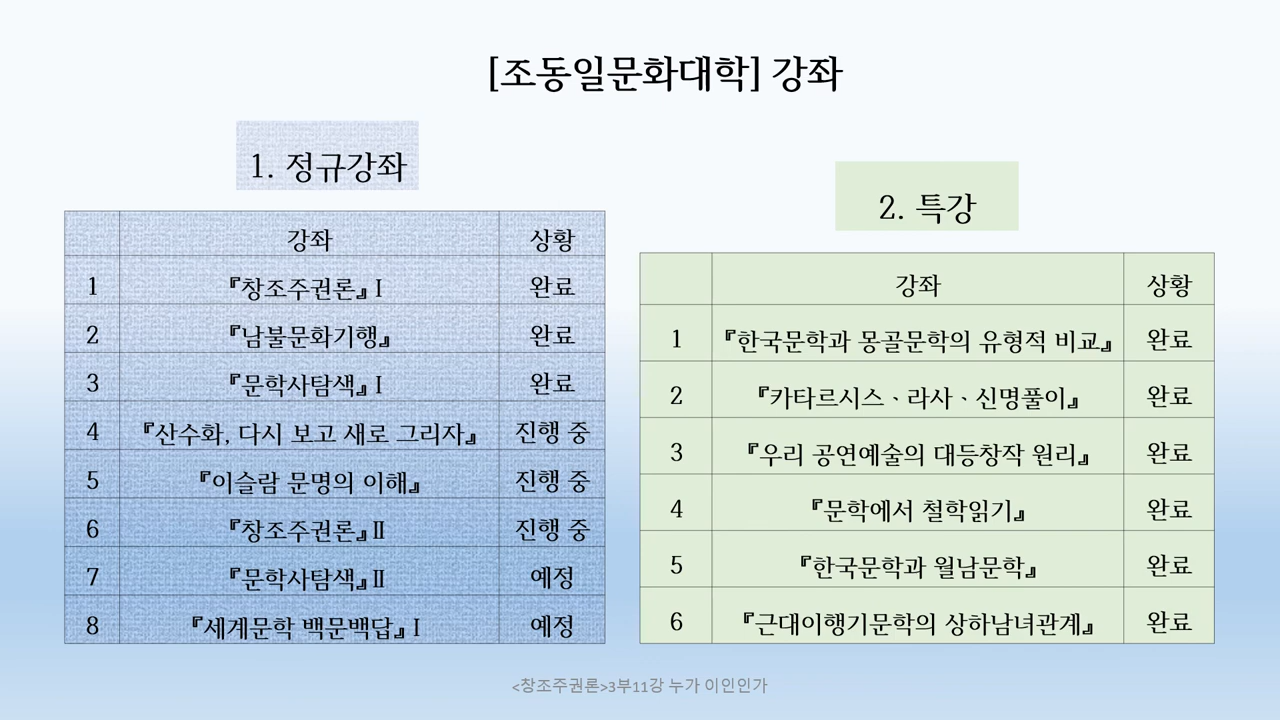 [조동일문화대학] 강좌
1. 정규강좌
강좌 상황
1 『창조주권론』 I 완료
2 『남불문화기행』 완료
3 『문학사탐색』 I 완료
4 『산수화, 다시 보고 새로 그리자』 진행 중
5 『이슬람 문명의 이해』 진행 중
6 『창조주권론』 II 진행 중
7 『문학사탐색』 II 예정
8 『세계문학 백문백답』 I 예정
2. 특강
강좌 상황
1 『한국문학과 몽골문학의 유형적 비교』 완료
2 『카타르시스、라사、신명풀이』 완료
3 『우리 공연예술의 대등창작 원리』 완료
4 『문학에서 철학읽기』 완료
5 『한국문학과 월남문학』 완료
6 『근대이행기문학의 상하남녀관계』 완료
<창조주권론>3부11강 누가 이인인가